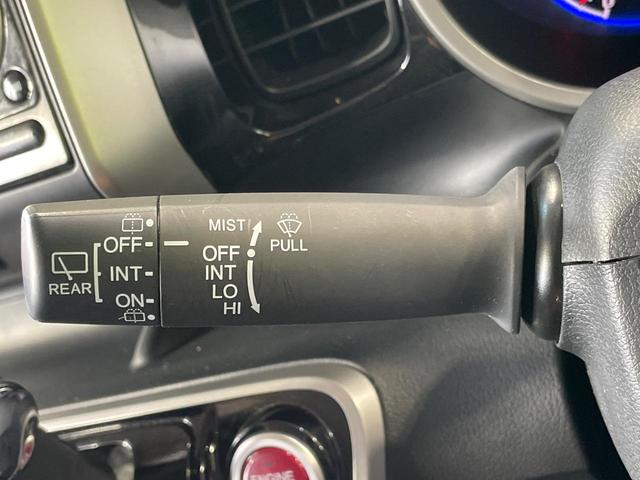 OFF
INT
ON
REAR
MIST
OFF
INT
LO
HI
PULL
ENGINE